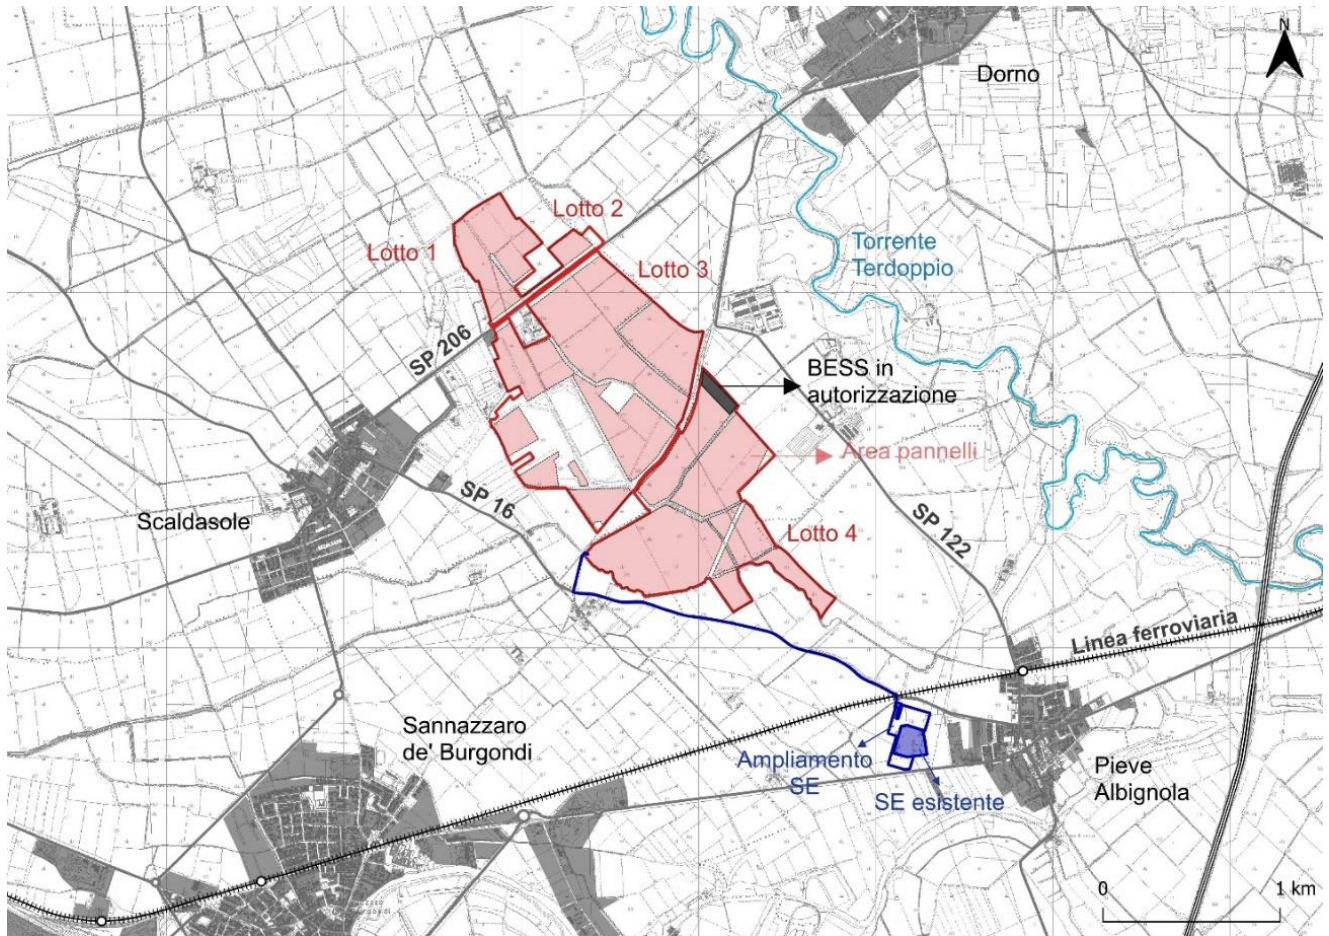 N
Dorno
Lotto 2
Lotto 1
Torrente
Terdoppio
Lotto 3
SP 206
BESS in
autorizzazione
Area pannelli
SP 16
Scaldasole
Lotto 4
SP 122
Linea ferroviaria
Sannazzaro
de' Burgondi
Ampliamento
SE
SE esistente
Pieve
Albignola
0
1 km